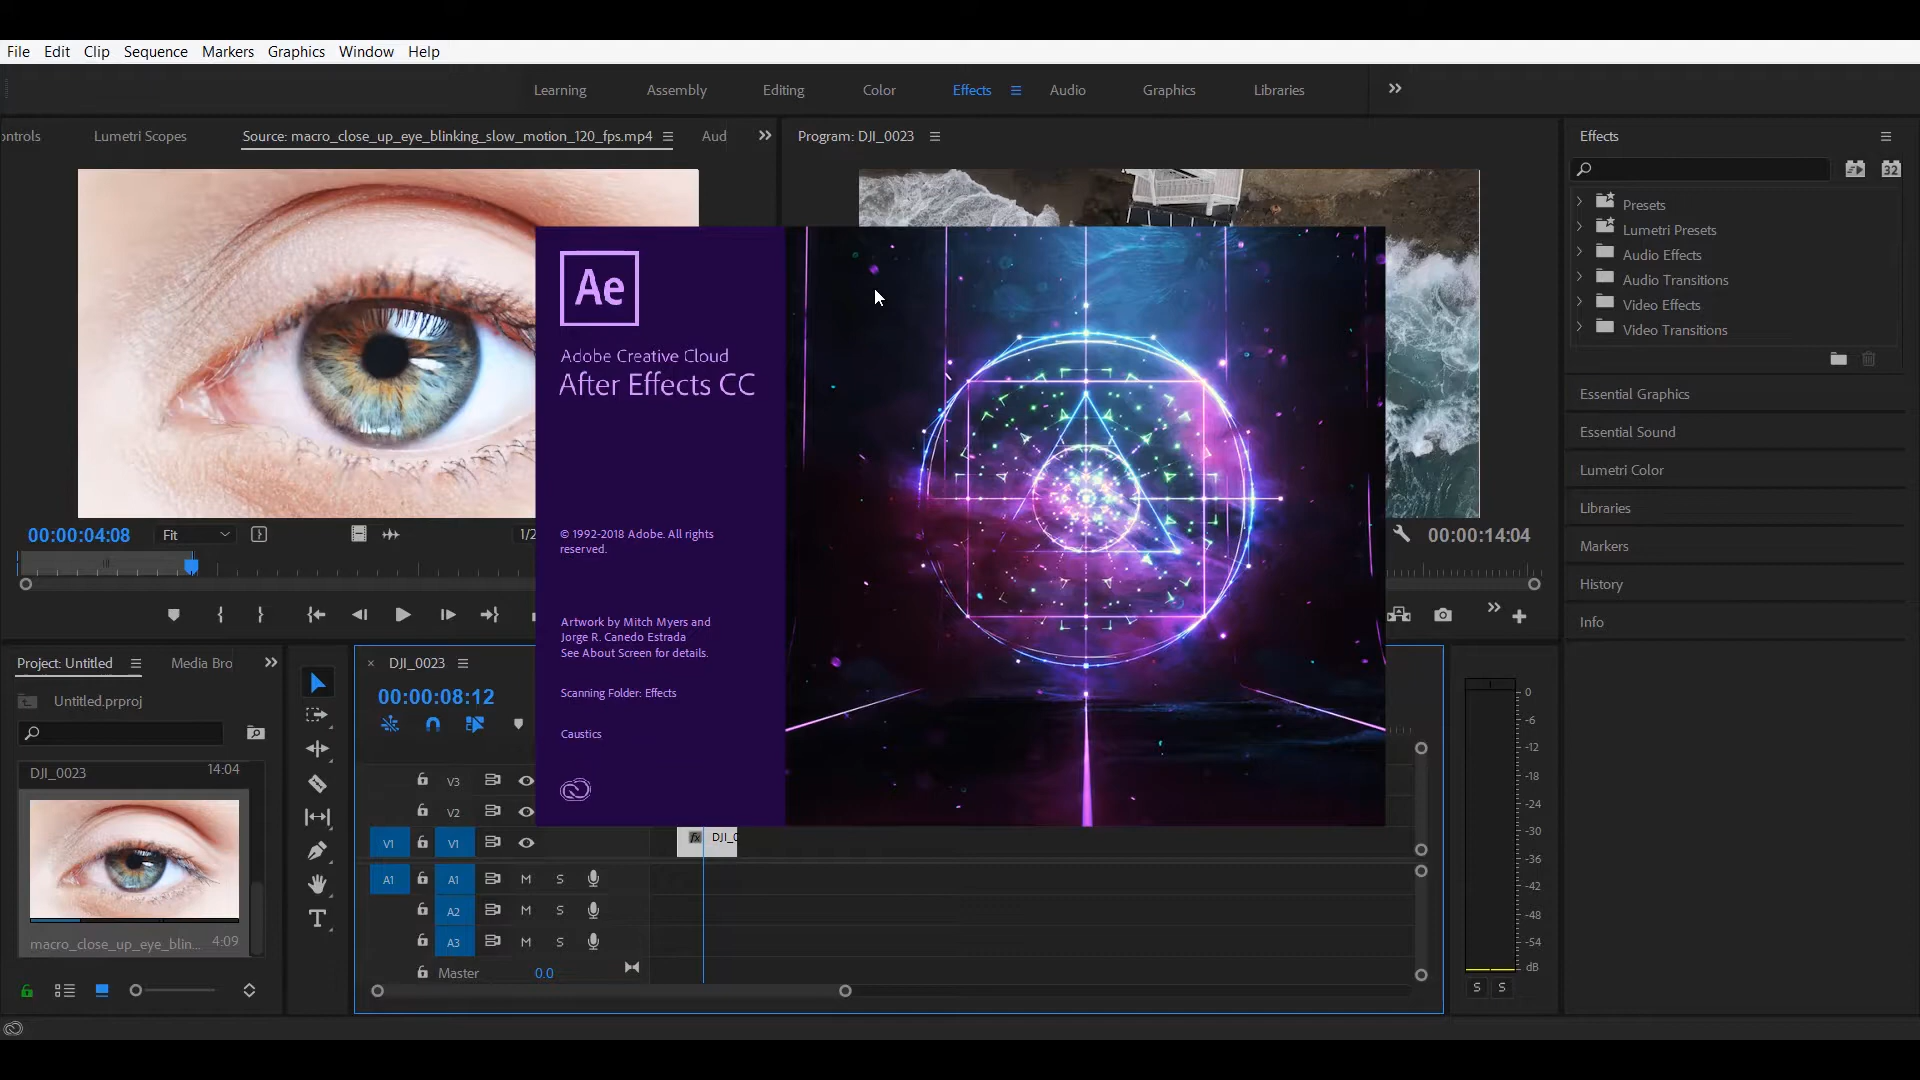 File Edit Clip Sequence Markers Graphics Window Help
Learning Assembly Editing Color Effects Audio Graphics Libraries
ontrols Lumetri Scopes Source: macro_close_up_eye_blinking_slow_motion_120_fps.mp4 Aud
Program: DJI_0023
Effects
32
Presets
Lumetri Presets
Audio Effects
Audio Transitions
Video Effects
Video Transitions
Essential Graphics
Essential Sound
Lumetri Color
Libraries
Markers
History
Info
Ae
Adobe Creative Cloud
After Effects CC
© 1992-2018 Adobe. All rights
reserved.
Artwork by Mitch Myers and
Jorge R. Canedo Estrada
See About Screen for details.
Scanning Folder: Effects
Caustics
00:00:04:08 Fit 1/2
00:00:14:04
Project: Untitled Media Bro
Untitled.prproj
DJI_0023 14:04
macro_close_up_eye_blin... 4:09
T
DJI_0023
00:00:08:12
V3
V2
V1 V1
fx DJI_0
A1 A1 M S
A2 M S
A3 M S
Master 0.0
0
-6
-12
-18
-24
-30
-36
-42
-48
-54
dB
S S